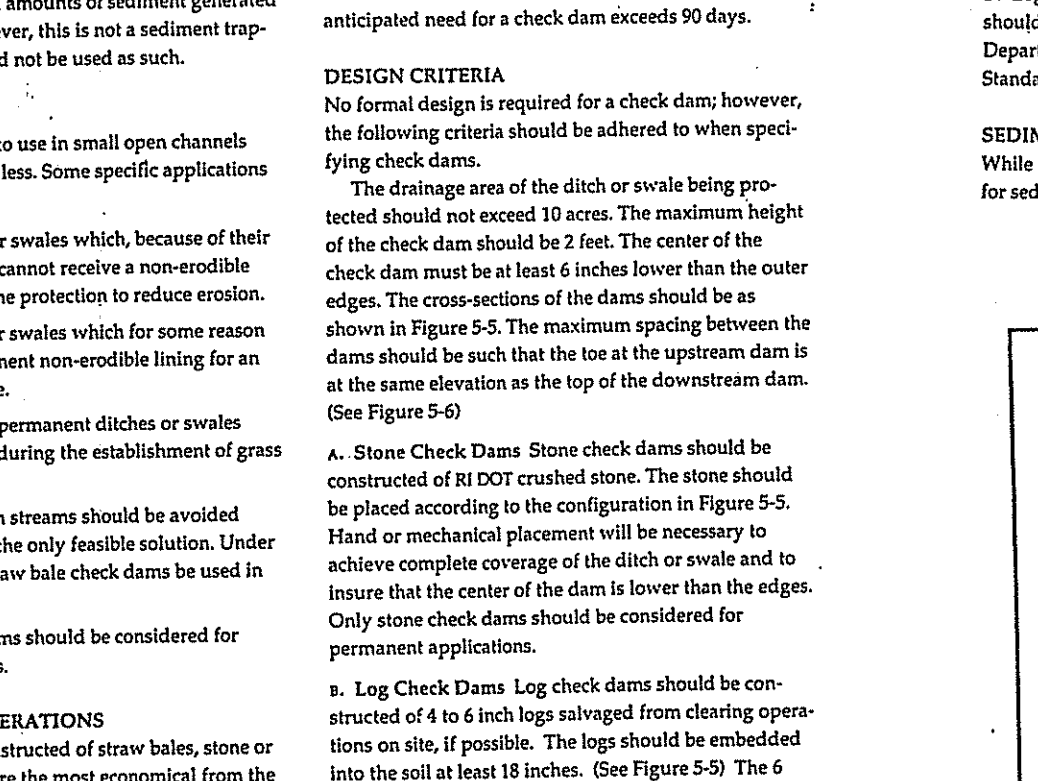 amounts of sediment generated
ver, this is not a sediment trap-
d not be used as such.
to use in small open channels
less. Some specific applications
r swales which, because of their
cannot receive a non-erodible
ne protection to reduce erosion.
r swales which for some reason
nent non-erodible lining for an
e.
permanent ditches or swales
during the establishment of grass
n streams should be avoided
the only feasible solution. Under
aw bale check dams be used in
ms should be considered for
s.
ERATIONS
structed of straw bales, stone or
re the most economical from the
anticipated need for a check dam exceeds 90 days.
DESIGN CRITERIA
No formal design is required for a check dam; however,
the following criteria should be adhered to when speci-
fying check dams.
The drainage area of the ditch or swale being pro-
tected should not exceed 10 acres. The maximum height
of the check dam should be 2 feet. The center of the
check dam must be at least 6 inches lower than the outer
edges. The cross-sections of the dams should be as
shown in Figure 5-5. The maximum spacing between the
dams should be such that the toe at the upstream dam is
at the same elevation as the top of the downstream dam.
(See Figure 5-6)
A. Stone Check Dams Stone check dams should be
constructed of RI DOT crushed stone. The stone should
be placed according to the configuration in Figure 5-5.
Hand or mechanical placement will be necessary to
achieve complete coverage of the ditch or swale and to
insure that the center of the dam is lower than the edges.
Only stone check dams should be considered for
permanent applications.
B. Log Check Dams Log check dams should be con-
structed of 4 to 6 inch logs salvaged from clearing opera-
tions on site, if possible. The logs should be embedded
into the soil at least 18 inches. (See Figure 5-5) The 6
should
Depar
Standa
SEDIM
While
for sed